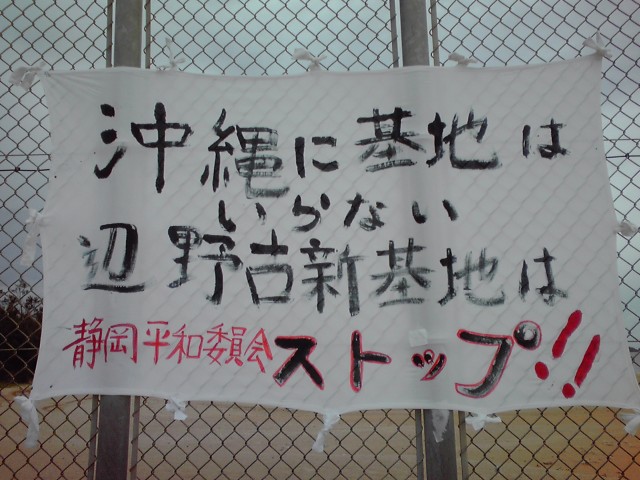 沖縄に基地は
いらない
辺野古新基地は
静岡平和委員会 ストップ!!